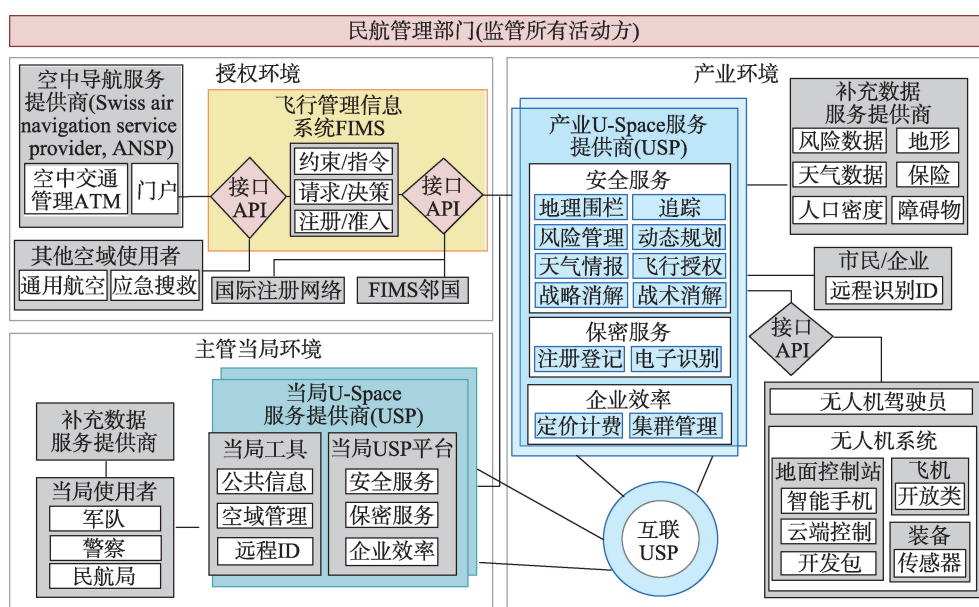 民航管理部门(监管所有活动方)
授权环境
空中导航服务
提供商(Swiss air
navigation service
provider, ANSP)
空中交通
管理ATM
门户
飞行管理信息
系统FIMS
接口
API
约束/指令
请求/决策
注册/准入
接口
API
其他空域使用者
通用航空
应急搜救
国际注册网络
FIMS邻国
主管当局环境
补充数据
服务提供商
当局使用者
军队
警察
民航局
当局U-Space
服务提供商(USP)
当局工具
公共信息
空域管理
远程ID
当局USP平台
安全服务
保密服务
企业效率
产业环境
产业U-Space服务
提供商(USP)
安全服务
地理围栏
追踪
风险管理
动态规划
天气情报
飞行授权
战略消解
战术消解
保密服务
注册登记
电子识别
企业效率
定价计费
集群管理
互联
USP
补充数据
服务提供商
风险数据
地形
天气数据
保险
人口密度
障碍物
市民/企业
远程识别ID
接口
API
无人机驾驶员
无人机系统
地面控制站
智能手机
云端控制
开发包
飞机
开放类
装备
传感器